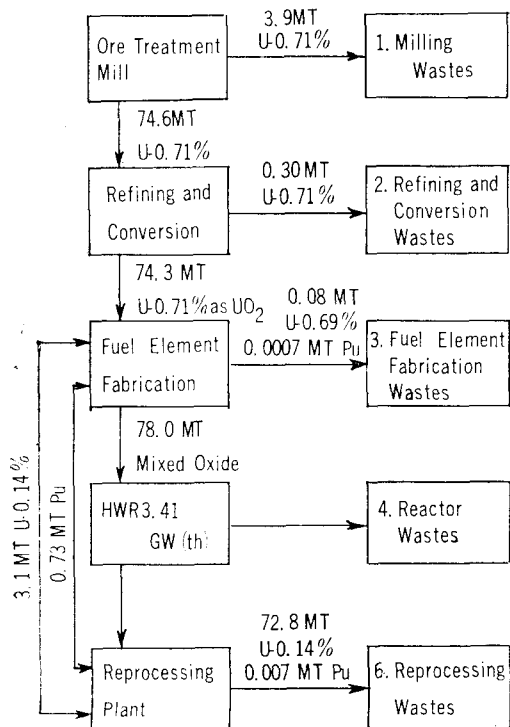 Ore Treatment
Mill
3.9MT
U-0.71%
1. Milling
Wastes
74.6MT
U-0.71%
Refining and
Conversion
0.30MT
U-0.71%
2. Refining and
Conversion
Wastes
74.3 MT
U-0.71% as UO2
Fuel Element
Fabrication
0.08 MT
U-0.69%
0.0007 MT Pu
3. Fuel Element
Fabrication
Wastes
78.0 MT
Mixed Oxide
HWR3.41
GW (th)
4. Reactor
Wastes
3.1 MT U-0.14%
0.73 MT Pu
Reprocessing
Plant
72.8 MT
U-0.14%
0.007 MT Pu
6. Reprocessing
Wastes